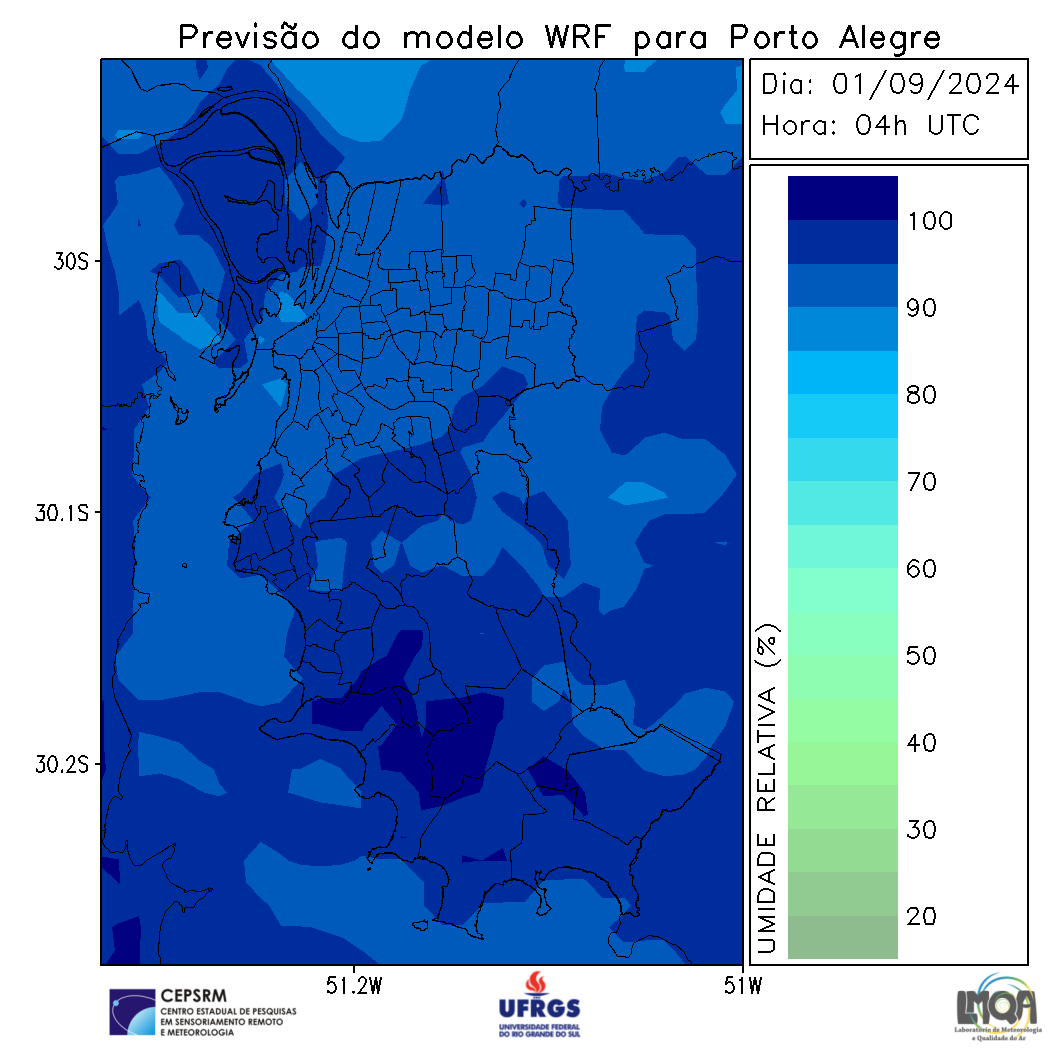 Previsão do modelo WRF para Porto Alegre
Dia: 01/09/2024
Hora: 04h UTC
30S
30.1S
30.2S
51.2W
51W
UMIDADE RELATIVA (%)
100
90
80
70
60
50
40
30
20
CEPSRM
CENTRO ESTADUAL DE PESQUISAS
EM SENSORIAMENTO REMOTO
E METEOROLOGIA
UFRGS
UNIVERSIDADE FEDERAL
DO RIO GRANDE DO SUL
LMQA
Laboratório de Meteorologia
e Qualidade do Ar